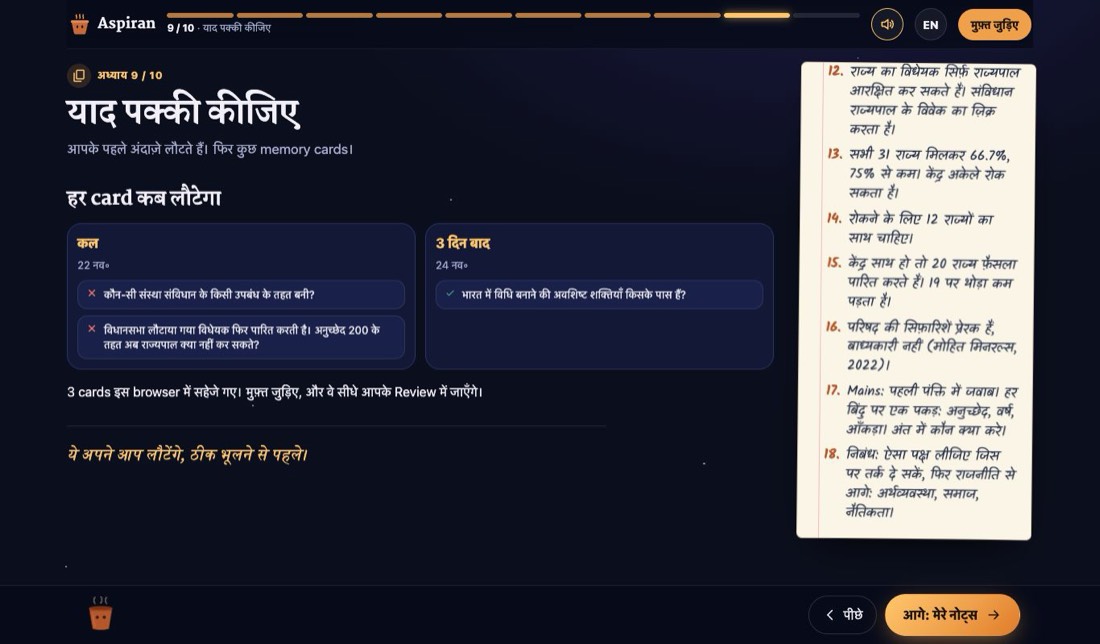 Aspiran
9 / 10 · याद पक्की कीजिए
EN
मुफ़्त जुड़िए
अध्याय 9 / 10
याद पक्की कीजिए
आपके पहले अंदाज़े लौटते हैं। फिर कुछ memory cards।
हर card कब लौटेगा
कल
22 नव॰
कौन-सी संस्था संविधान के किसी उपबंध के तहत बनी?
विधानसभा लौटाया गया विधेयक फिर पारित करती है। अनुच्छेद 200 के
तहत अब राज्यपाल क्या नहीं कर सकते?
3 दिन बाद
24 नव॰
भारत में विधि बनाने की अवशिष्ट शक्तियाँ किसके पास हैं?
3 cards इस browser में सहेजे गए। मुफ़्त जुड़िए, और वे सीधे आपके Review में जाएँगे।
ये अपने आप लौटेंगे, ठीक भूलने से पहले।
12. राज्य का विधेयक सिर्फ़ राज्यपाल
आरक्षित कर सकते हैं। संविधान
राज्यपाल के विवेक का ज़िक्र
करता है।
13. सभी 31 राज्य मिलकर 66.7%,
75% से कम। केंद्र अकेले रोक
सकता है।
14. रोकने के लिए 12 राज्यों का
साथ चाहिए।
15. केंद्र साथ हो तो 20 राज्य फ़ैसला
पारित करते हैं। 19 पर थोड़ा कम
पड़ता है।
16. परिषद की सिफ़ारिशें प्रेरक हैं,
बाध्यकारी नहीं (मोहित मिनरल्स,
2022)।
17. Mains: पहली पंक्ति में जवाब। हर
बिंदु पर एक पकड़: अनुच्छेद, वर्ष,
आँकड़ा। अंत में कौन क्या करे।
18. निबंध: ऐसा पक्ष लीजिए जिस
पर तर्क दे सकें, फिर राजनीति से
आगे: अर्थव्यवस्था, समाज,
नैतिकता।
पीछे
आगे: मेरे नोट्स